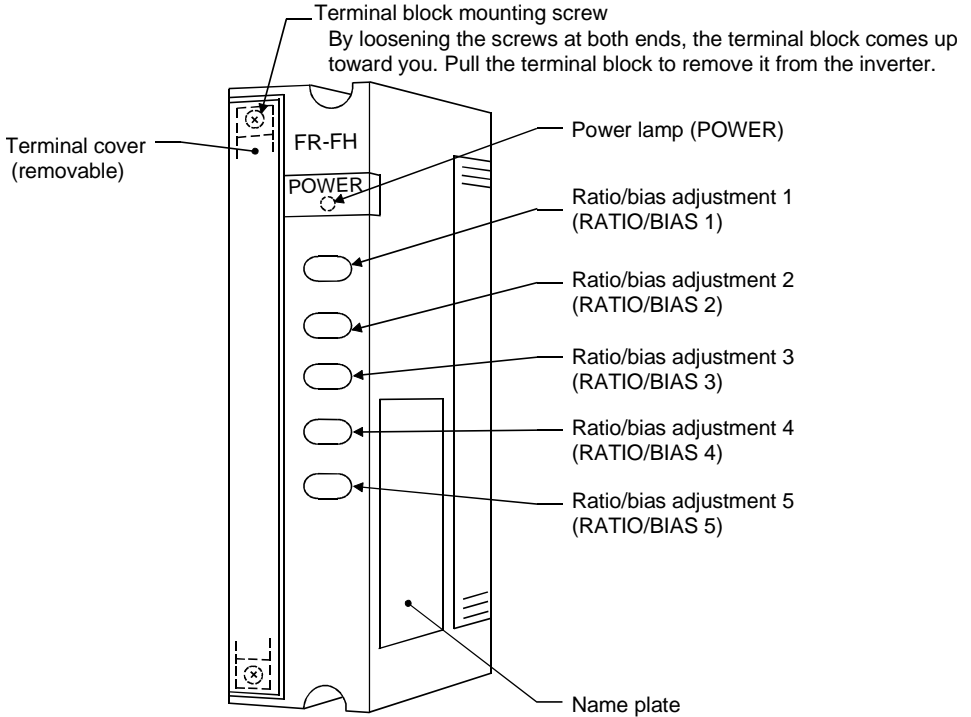 Terminal block mounting screw
By loosening the screws at both ends, the terminal block comes up
toward you. Pull the terminal block to remove it from the inverter.
Terminal cover
(removable)
FR-FH
POWER
Power lamp (POWER)
Ratio/bias adjustment 1
(RATIO/BIAS 1)
Ratio/bias adjustment 2
(RATIO/BIAS 2)
Ratio/bias adjustment 3
(RATIO/BIAS 3)
Ratio/bias adjustment 4
(RATIO/BIAS 4)
Ratio/bias adjustment 5
(RATIO/BIAS 5)
Name plate